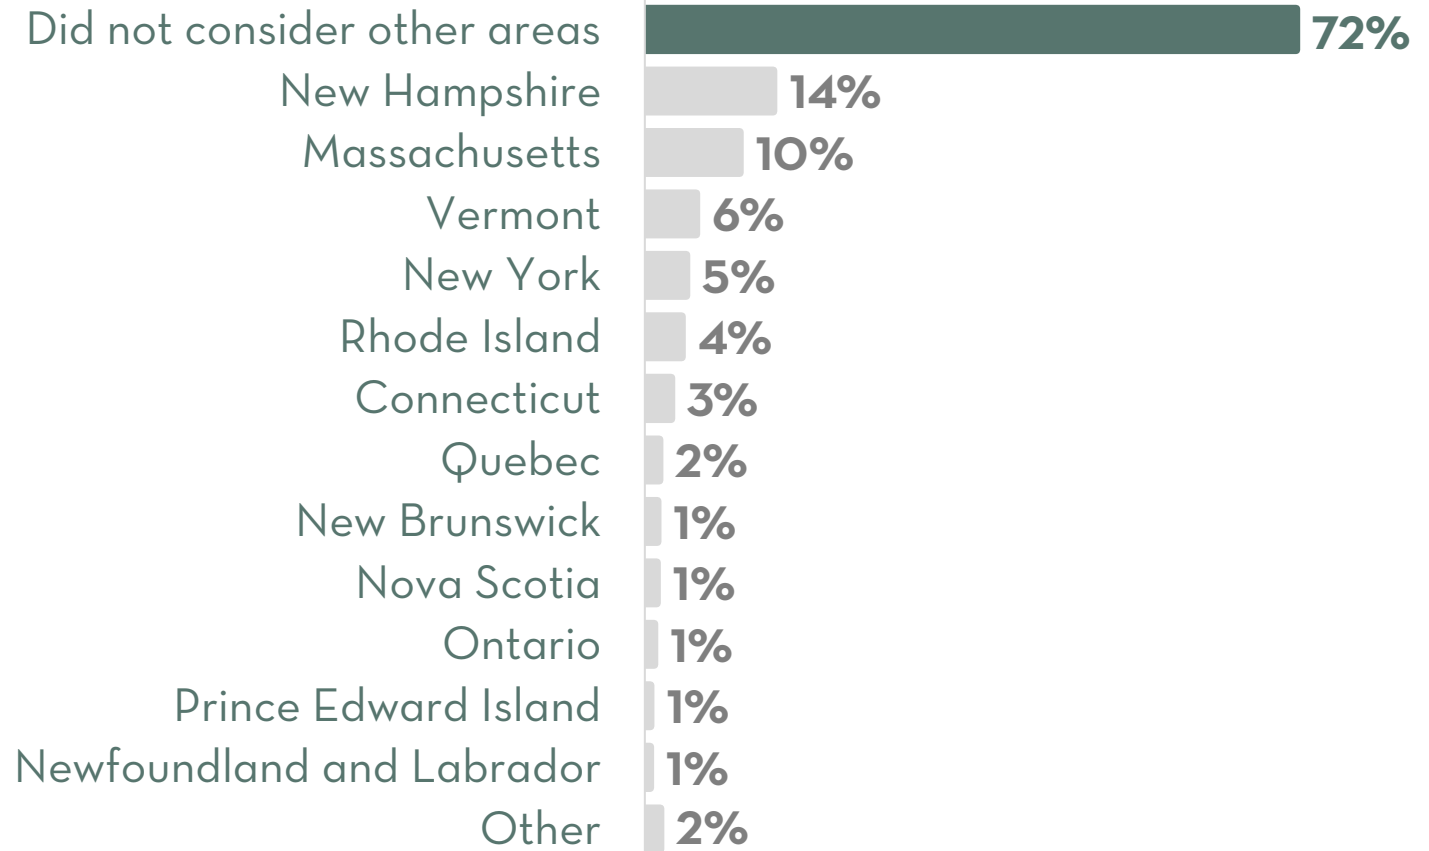 Did not consider other areas 72%
New Hampshire 14%
Massachusetts 10%
Vermont 6%
New York 5%
Rhode Island 4%
Connecticut 3%
Quebec 2%
New Brunswick 1%
Nova Scotia 1%
Ontario 1%
Prince Edward Island 1%
Newfoundland and Labrador 1%
Other 2%